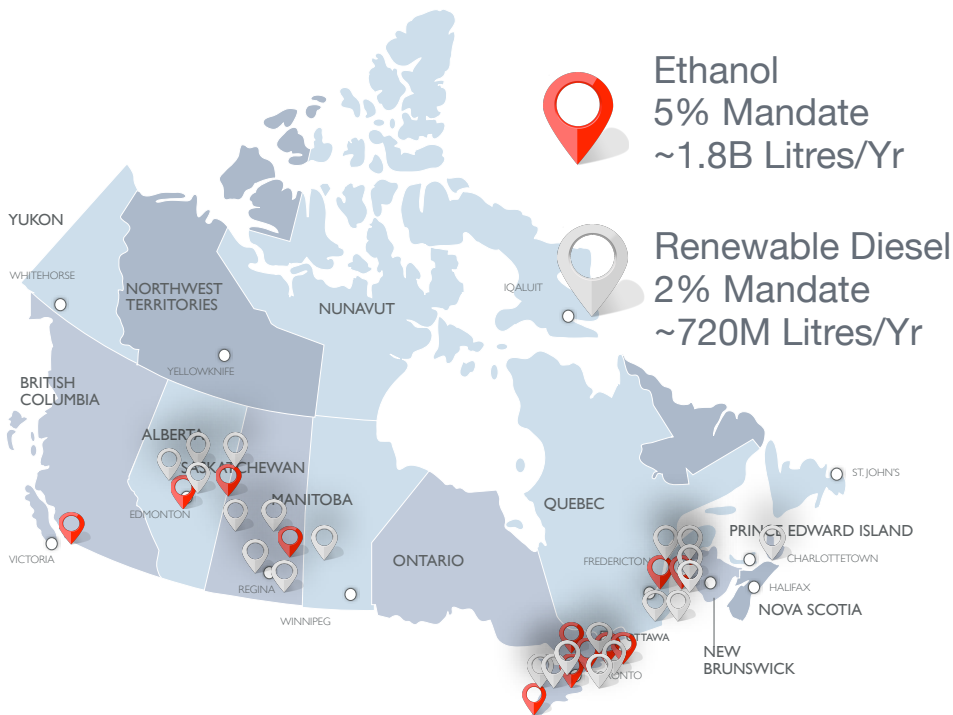 Ethanol
5% Mandate
~1.8B Litres/Yr
Renewable Diesel
2% Mandate
~720M Litres/Yr
YUKON
WHITEHORSE
NORTHWEST
TERRITORIES
YELLOWKNIFE
NUNAVUT
IQALUIT
BRITISH
COLUMBIA
VICTORIA
ALBERTA
EDMONTON
SASKATCHEWAN
REGINA
MANITOBA
WINNIPEG
ONTARIO
QUEBEC
FREDERICTON
ST. JOHN'S
PRINCE EDWARD ISLAND
CHARLOTTETOWN
HALIFAX
NOVA SCOTIA
NEW
BRUNSWICK